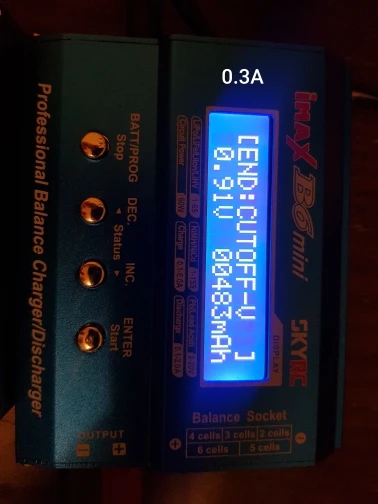 0.3A
iMAX B6 mini
SKYRC
[END:CUTOFF-V ]
0.91V 00483mAh
DISPLAY
BATT/PROG
Stop
DEC.
◄ Status ►
INC.
ENTER
Start
Professional Balance Charger/Discharger
OUTPUT
- +
Balance Socket
4 cells 3 cells 2 cells
6 cells 5 cells
+ -